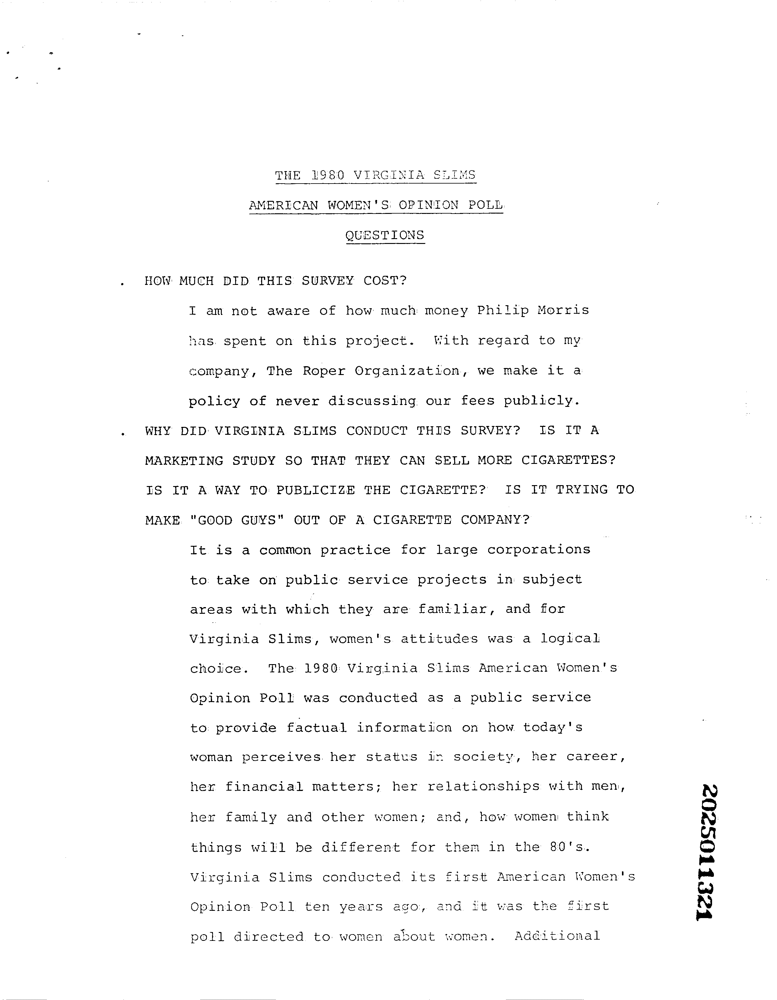 THE 1980 VIRGINIA SLIMS
AMERICAN WOMEN'S OPINION POLL
QUESTIONS
. HOW MUCH DID THIS SURVEY COST?
I am not aware of how much money Philip Morris
has spent on this project. With regard to my
company, The Roper Organization, we make it a
policy of never discussing our fees publicly.
. WHY DID VIRGINIA SLIMS CONDUCT THIS SURVEY? IS IT A
MARKETING STUDY SO THAT THEY CAN SELL MORE CIGARETTES?
IS IT A WAY TO PUBLICIZE THE CIGARETTE? IS IT TRYING TO
MAKE "GOOD GUYS" OUT OF A CIGARETTE COMPANY?
It is a common practice for large corporations
to take on public service projects in subject
areas with which they are familiar, and for
Virginia Slims, women's attitudes was a logical
choice. The 1980 Virginia Slims American Women's
Opinion Poll was conducted as a public service
to provide factual information on how today's
woman perceives her status in society, her career,
her financial matters; her relationships with men,
her family and other women; and, how women think
things will be different for them in the 80's.
Virginia Slims conducted its first American Women's
Opinion Poll ten years ago, and it was the first
poll directed to women about women. Additional
2025011321